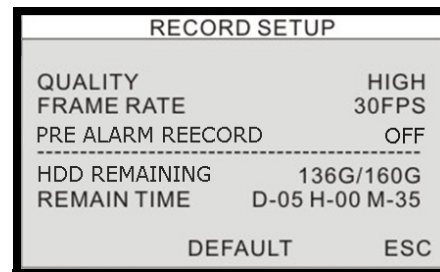 RECORD SETUP
QUALITY HIGH
FRAME RATE 30FPS
PRE ALARM REECORD OFF
HDD REMAINING 136G/160G
REMAIN TIME D-05 H-00 M-35
DEFAULT ESC